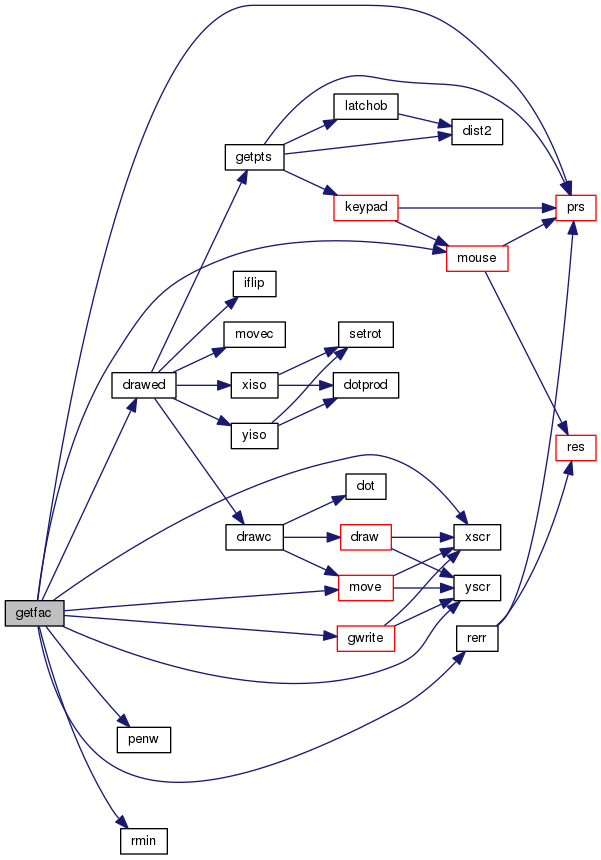 latchob
dist2
getpts
keypad
prs
mouse
iflip
movec
setrot
drawed
xiso
dotprod
yiso
res
dot
drawc
draw
xscr
move
yscr
getfac
gwrite
rerr
penw
rmin